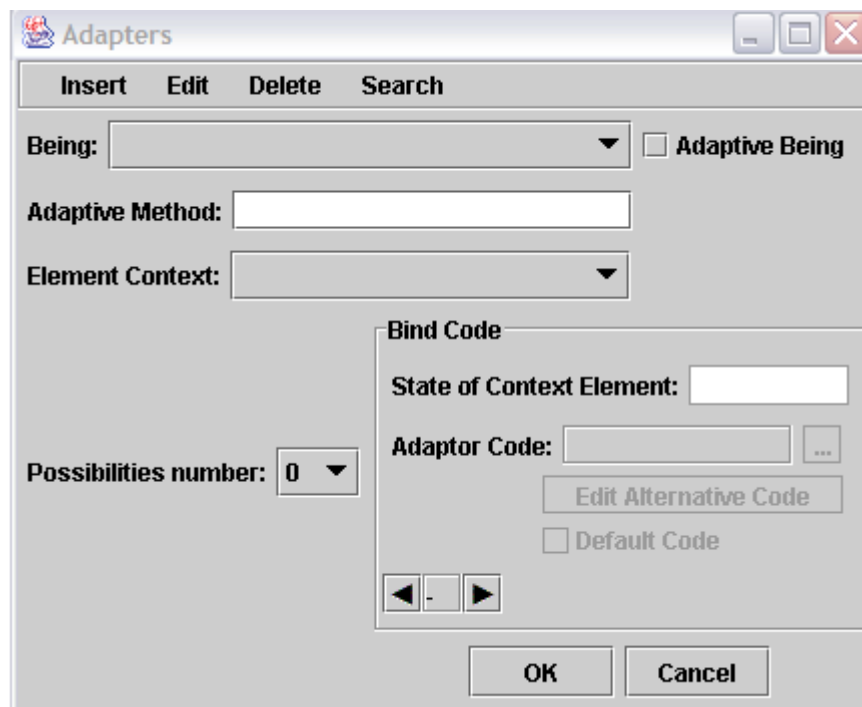 Adapters
Insert Edit Delete Search
Being: Adaptive Being
Adaptive Method:
Element Context:
Bind Code
State of Context Element:
Adaptor Code: ...
Possibilities number: 0
Edit Alternative Code
Default Code
-
OK Cancel